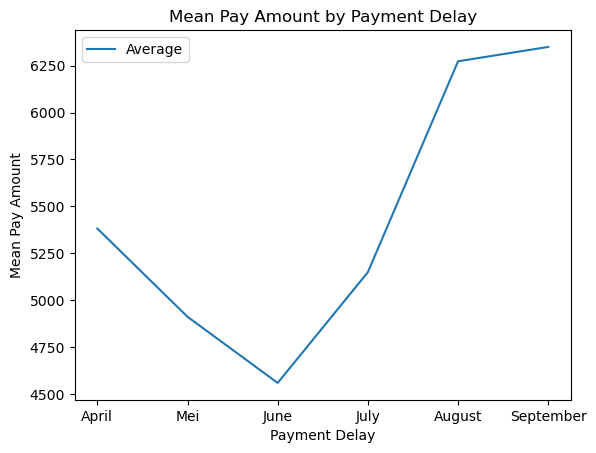 Mean Pay Amount by Payment Delay
Average
Mean Pay Amount
6250
6000
5750
5500
5250
5000
4750
4500
April Mei June July August September
Payment Delay